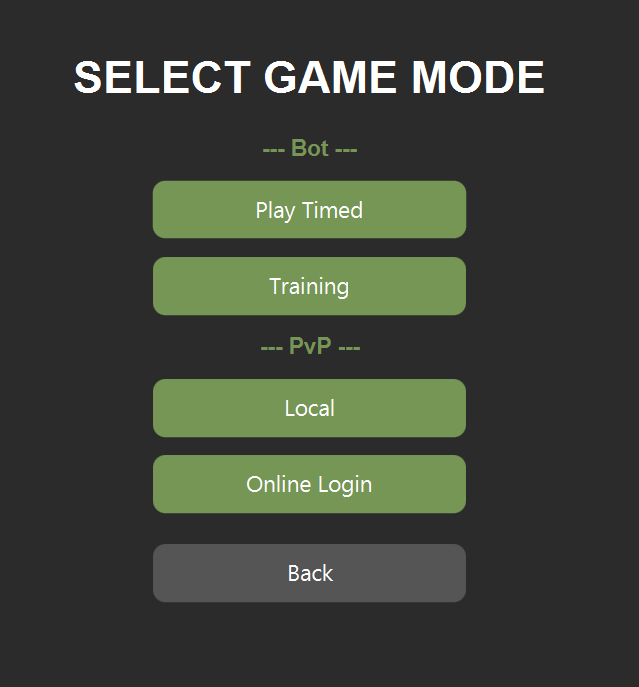 SELECT GAME MODE
--- Bot ---
Play Timed
Training
--- PvP ---
Local
Online Login
Back